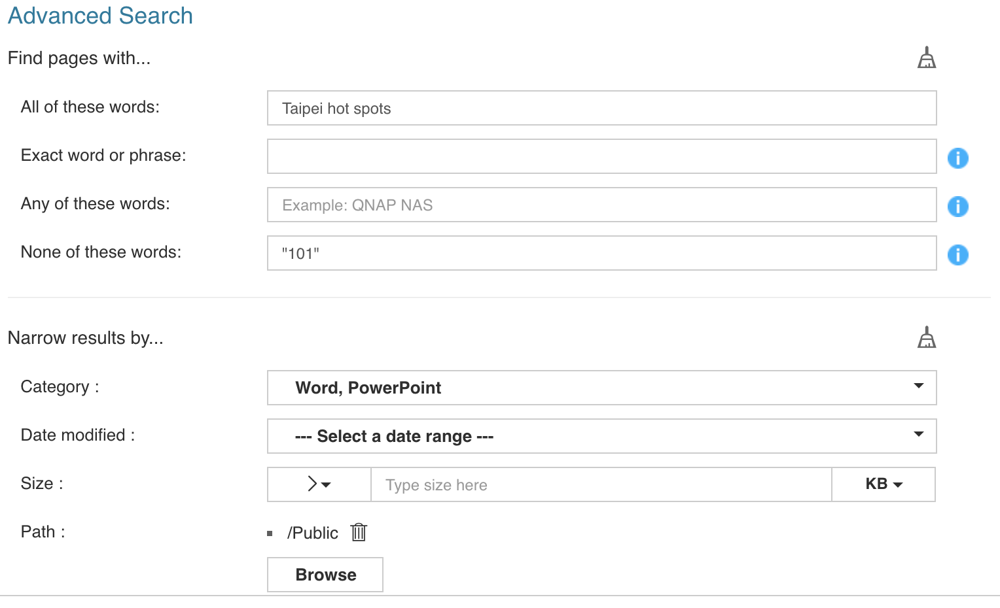 Advanced Search
Find pages with...
All of these words: Taipei hot spots
Exact word or phrase:
Any of these words: Example: QNAP NAS
None of these words: "101"
Narrow results by...
Category : Word, PowerPoint
Date modified : --- Select a date range ---
Size : > Type size here KB
Path : /Public
Browse